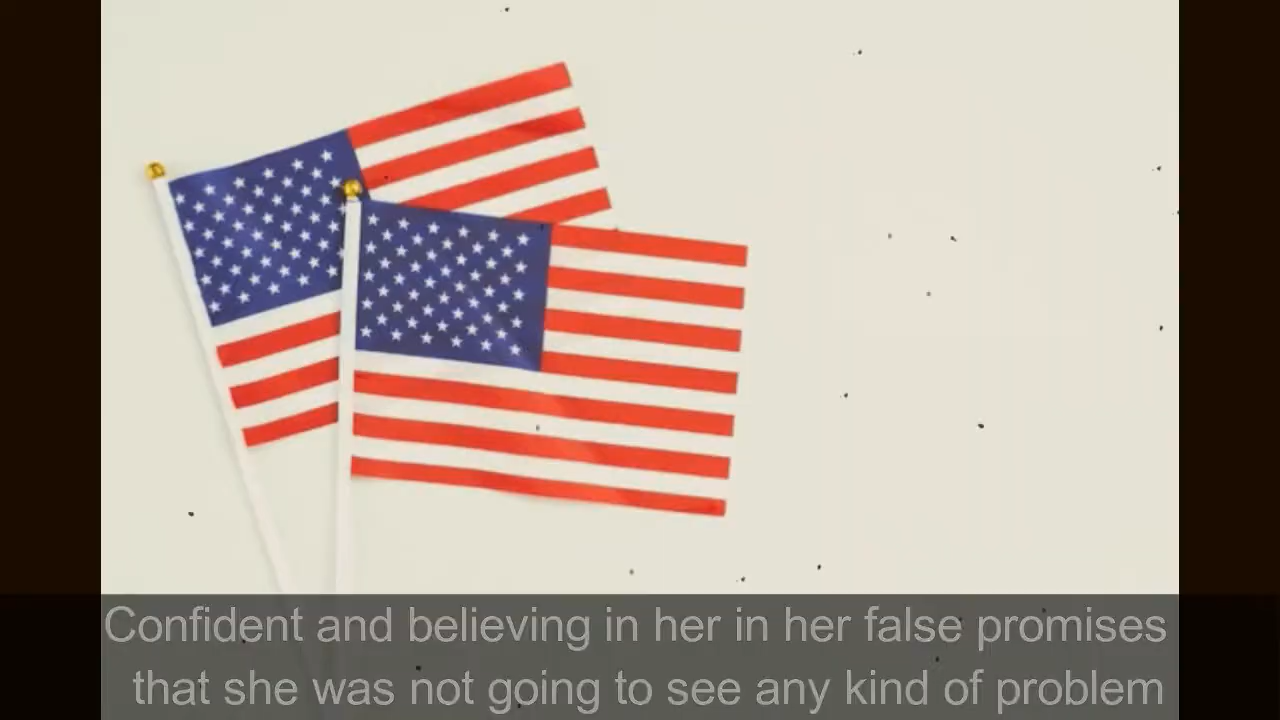 Confident and believing in her in her false promises
that she was not going to see any kind of problem